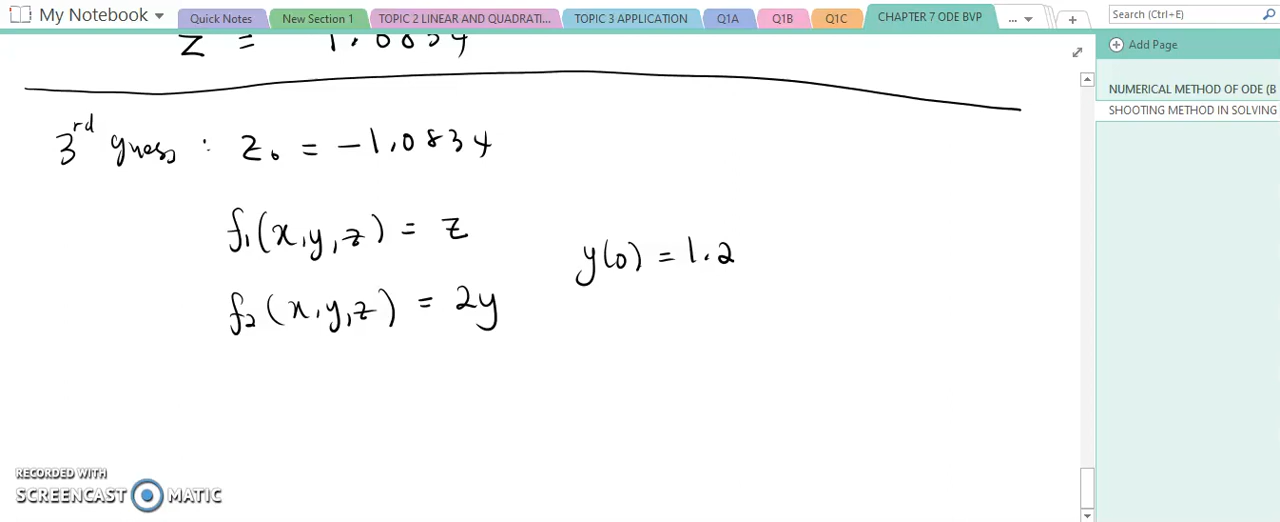 My Notebook
Quick Notes
New Section 1
TOPIC 2 LINEAR AND QUADRATI...
TOPIC 3 APPLICATION
Q1A
Q1B
Q1C
CHAPTER 7 ODE BVP
...
+
Search (Ctrl+E)
Add Page
NUMERICAL METHOD OF ODE (B
SHOOTING METHOD IN SOLVING
3rd guess : z₀ = -1.0834
f₁(x,y,z) = z
y(0) = 1.2
f₂(x,y,z) = 2y
RECORDED WITH
SCREENCAST MATIC